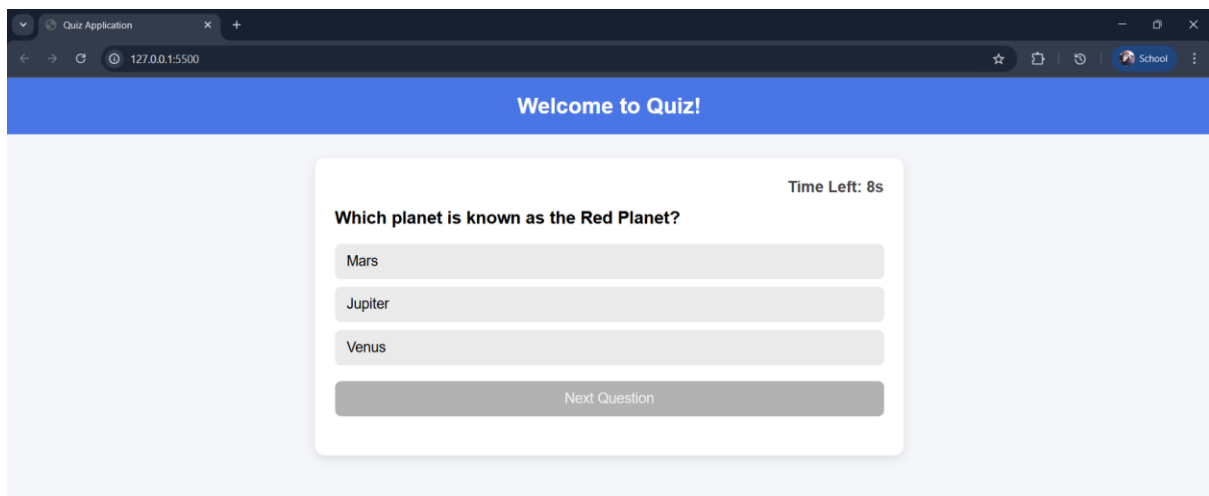 Quiz Application
127.0.0.1:5500
School
Welcome to Quiz!
Time Left: 8s
Which planet is known as the Red Planet?
Mars
Jupiter
Venus
Next Question